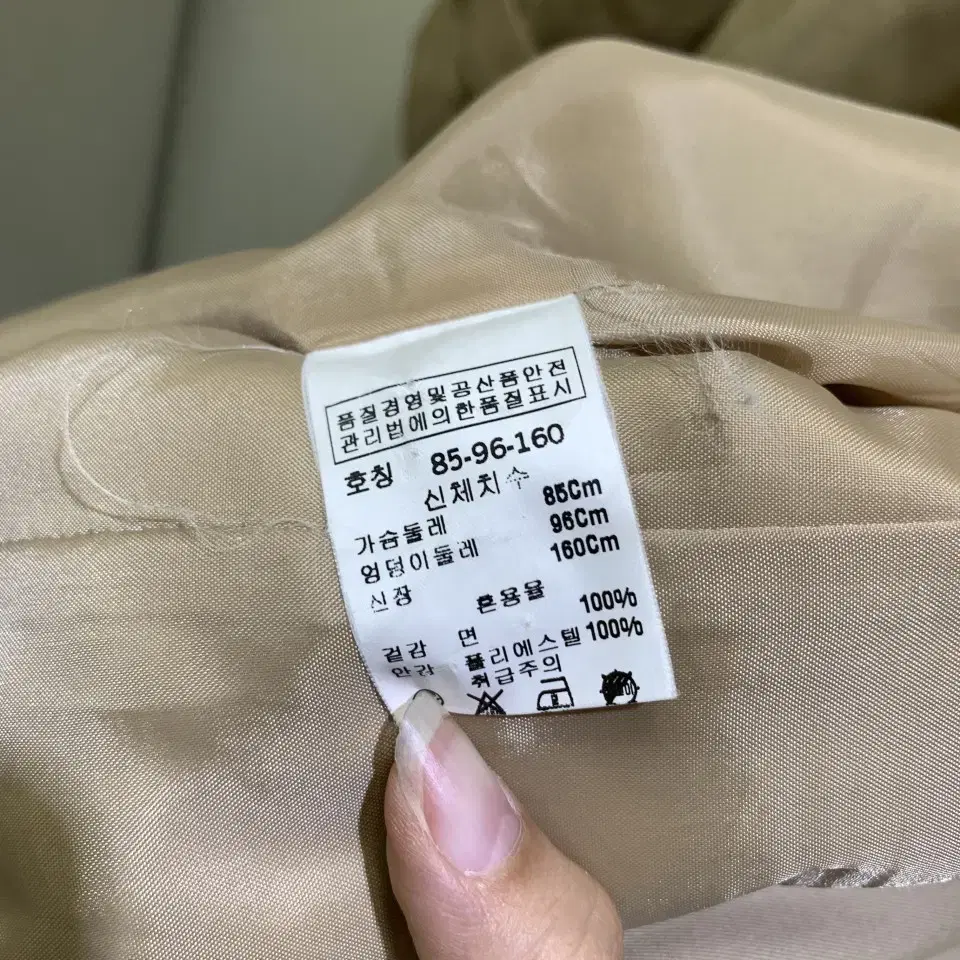 품질경영및공산품안전
관리법에의한품질표시
호칭 85-96-160
신체치수
가슴둘레 85Cm
엉덩이둘레 96Cm
신장 160Cm
혼용율
겉감 면 100%
안감 폴리에스텔 100%
취급주의